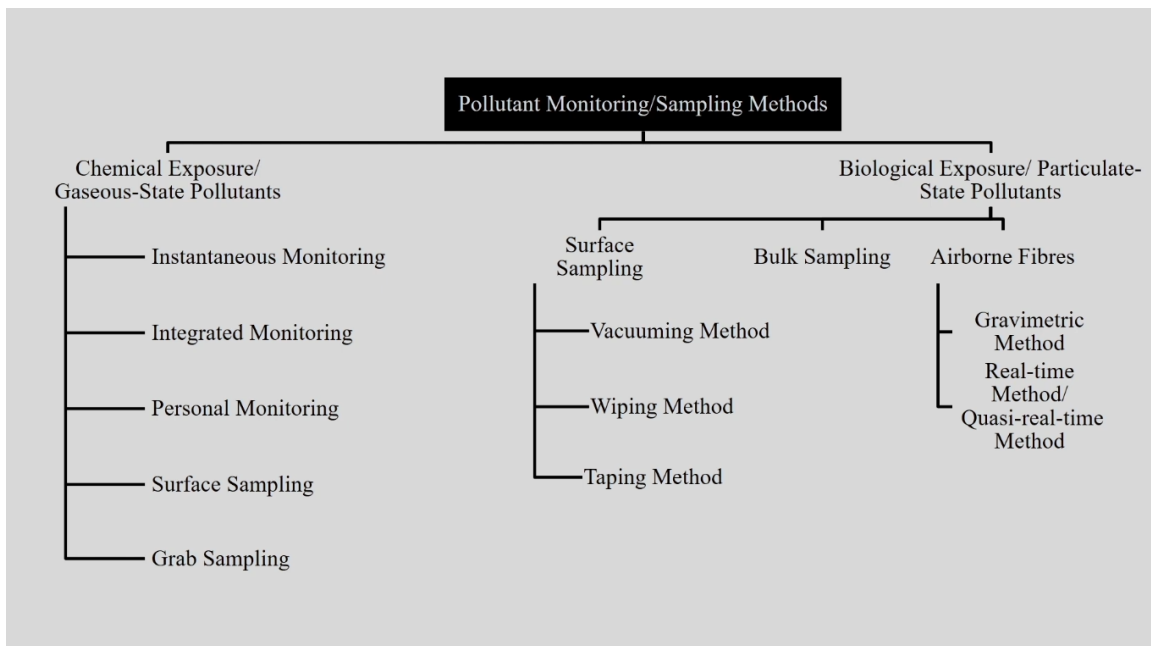 Pollutant Monitoring/Sampling Methods
Chemical Exposure/
Gaseous-State Pollutants
Instantaneous Monitoring
Integrated Monitoring
Personal Monitoring
Surface Sampling
Grab Sampling
Biological Exposure/ Particulate-
State Pollutants
Surface
Sampling
Vacuuming Method
Wiping Method
Taping Method
Bulk Sampling
Airborne Fibres
Gravimetric
Method
Real-time
Method/
Quasi-real-time
Method